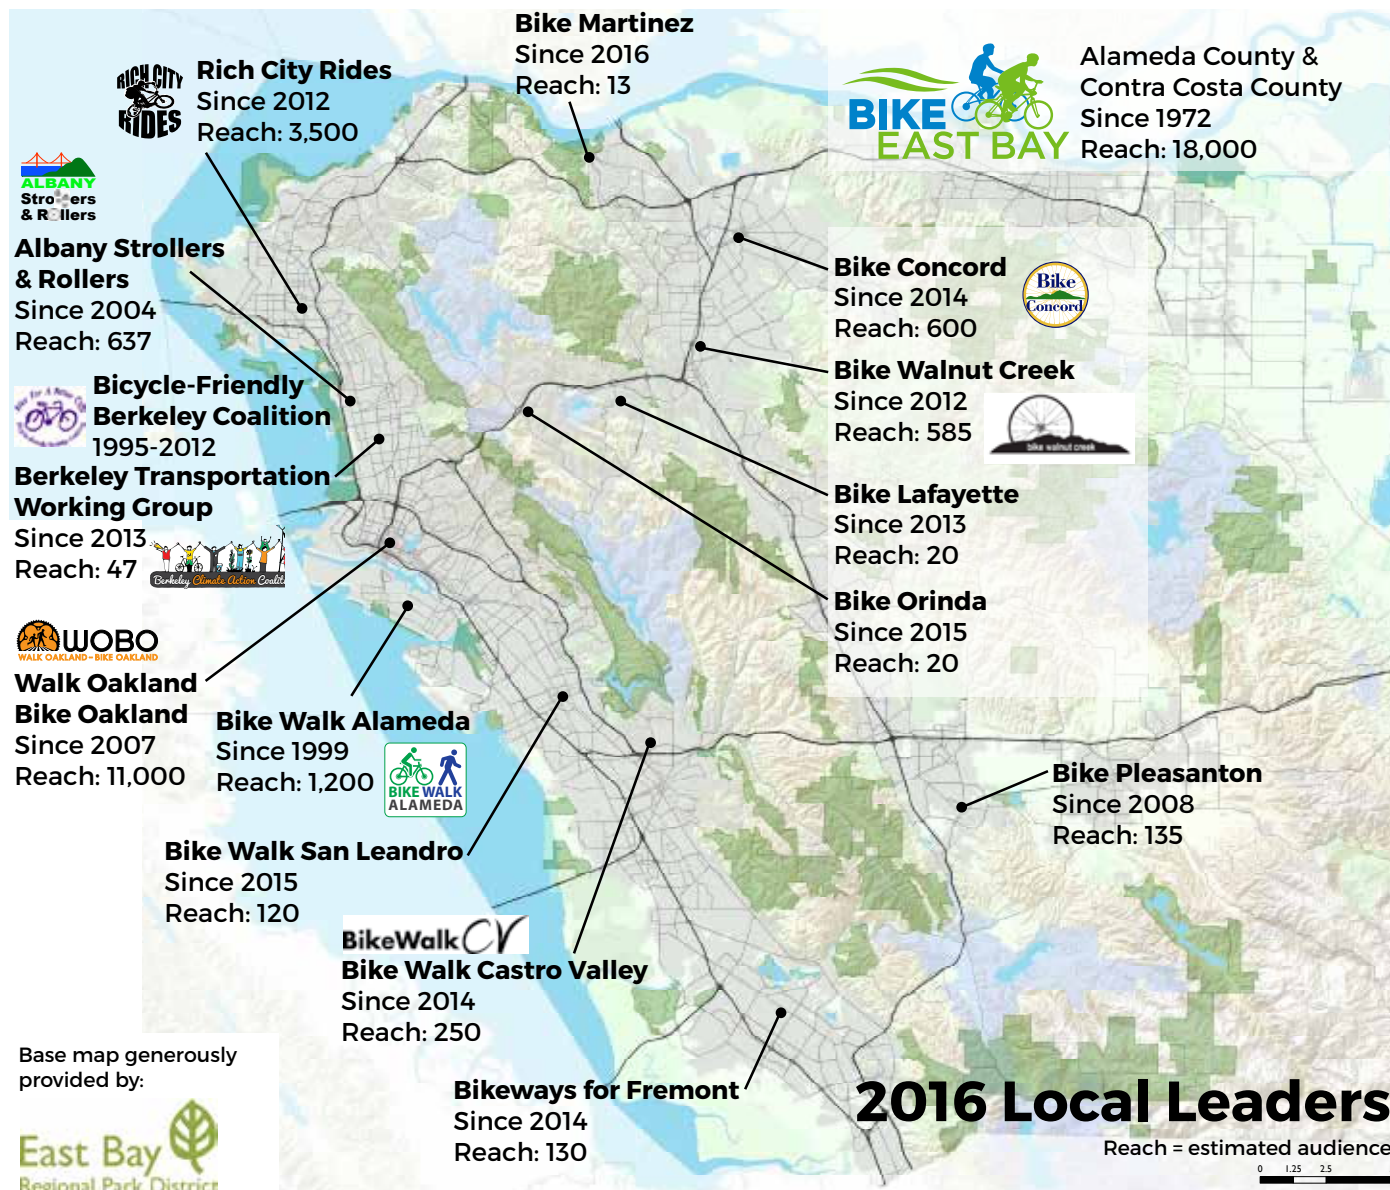 Bike Martinez
Since 2016
Reach: 13
RICH CITY
RIDES
Rich City Rides
Since 2012
Reach: 3,500
BIKE
EAST BAY
Alameda County &
Contra Costa County
Since 1972
Reach: 18,000
ALBANY
Strollers
& Rollers
Albany Strollers
& Rollers
Since 2004
Reach: 637
Bike Concord
Since 2014
Reach: 600
Bike
Concord
Bike Walnut Creek
Since 2012
Reach: 585
bike walnut creek
Bicycle-Friendly
Berkeley Coalition
1995-2012
Berkeley Transportation
Working Group
Since 2013
Reach: 47
Berkeley Climate Action Coalit
Bike Lafayette
Since 2013
Reach: 20
Bike Orinda
Since 2015
Reach: 20
WOBO
WALK OAKLAND-BIKE OAKLAND
Walk Oakland
Bike Oakland
Since 2007
Reach: 11,000
Bike Walk Alameda
Since 1999
Reach: 1,200
BIKE WALK
ALAMEDA
Bike Pleasanton
Since 2008
Reach: 135
Bike Walk San Leandro
Since 2015
Reach: 120
BikeWalk CV
Bike Walk Castro Valley
Since 2014
Reach: 250
Bikeways for Fremont
Since 2014
Reach: 130
Base map generously
provided by:
East Bay
Regional Park District
2016 Local Leaders
Reach = estimated audience
0 1.25 2.5